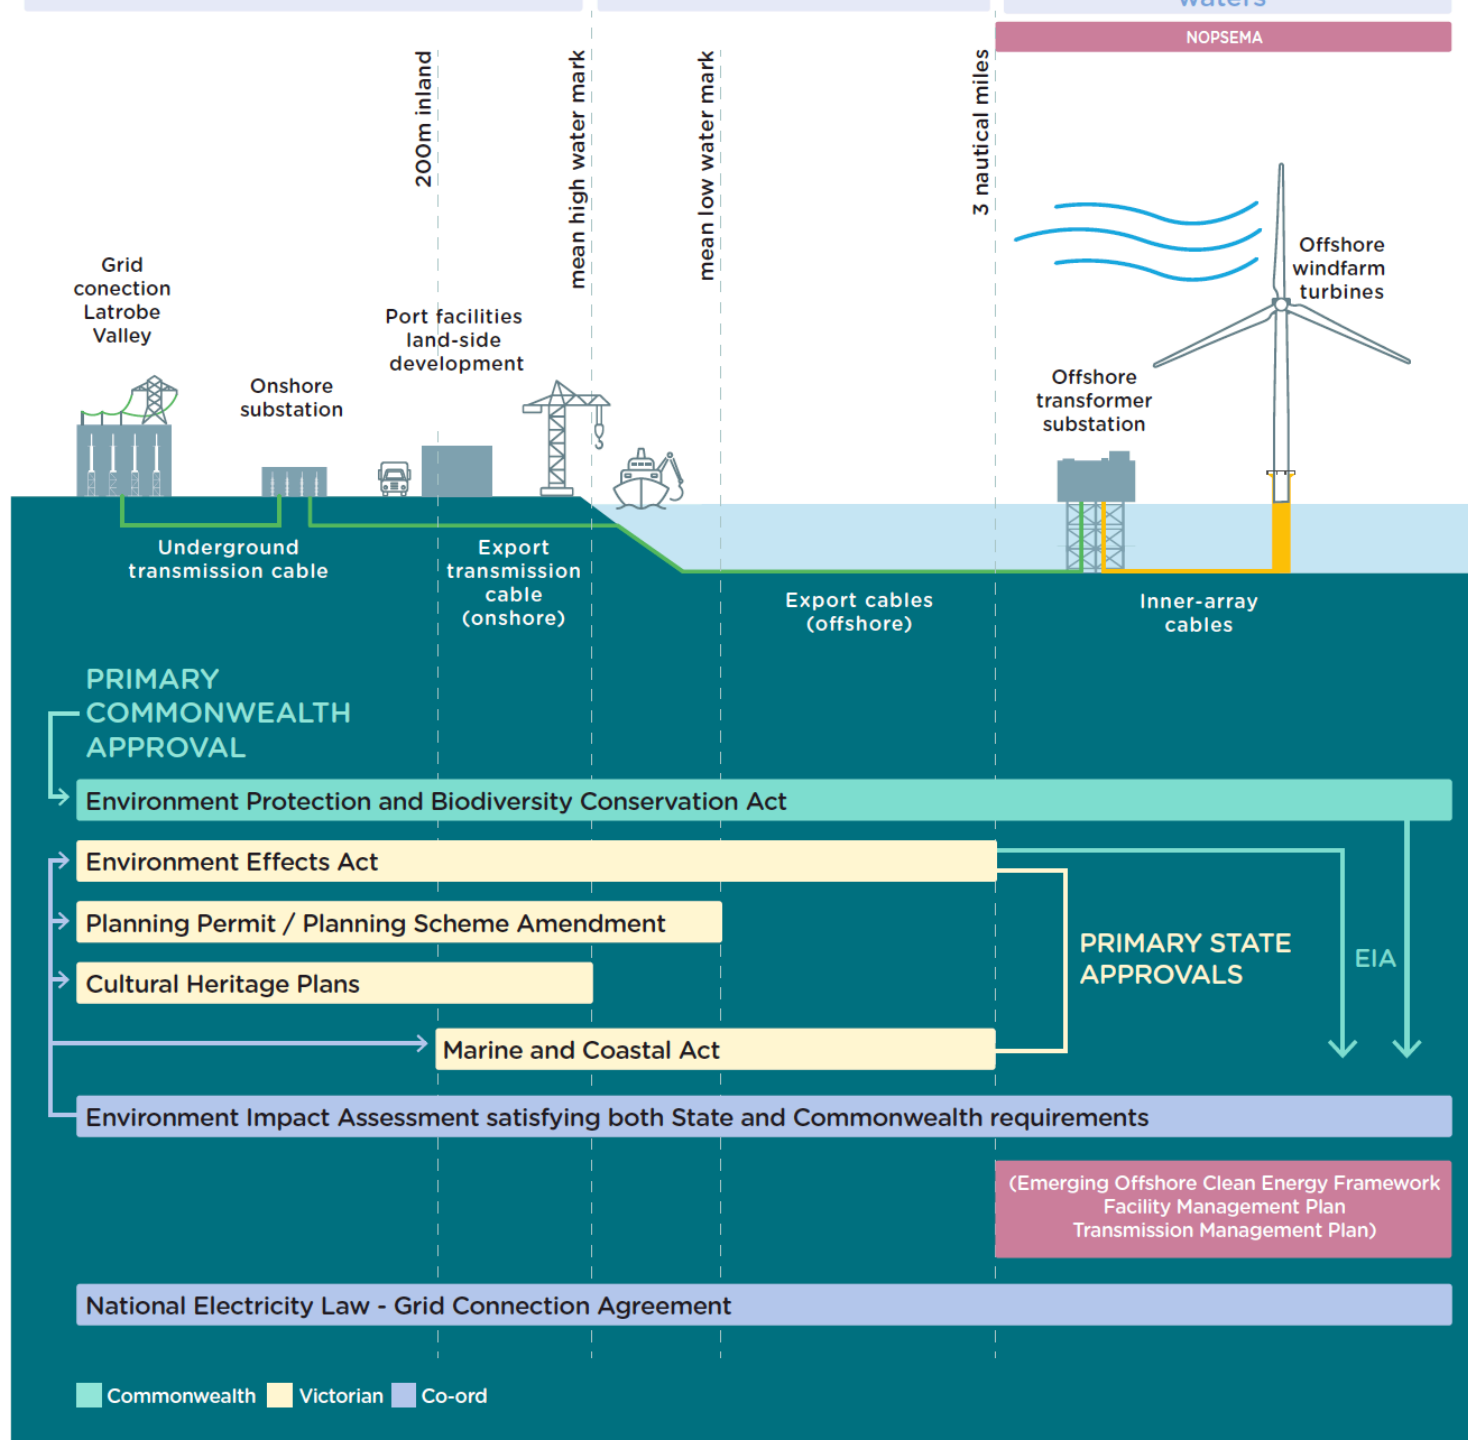 waters
NOPSEMA
200m inland
mean high water mark
mean low water mark
3 nautical miles
Grid
conection
Latrobe
Valley
Onshore
substation
Port facilities
land-side
development
Offshore
transformer
substation
Offshore
windfarm
turbines
Underground
transmission cable
Export
transmission
cable
(onshore)
Export cables
(offshore)
Inner-array
cables
PRIMARY
COMMONWEALTH
APPROVAL
Environment Protection and Biodiversity Conservation Act
Environment Effects Act
Planning Permit / Planning Scheme Amendment
Cultural Heritage Plans
Marine and Coastal Act
PRIMARY STATE
APPROVALS
EIA
Environment Impact Assessment satisfying both State and Commonwealth requirements
(Emerging Offshore Clean Energy Framework
Facility Management Plan
Transmission Management Plan)
National Electricity Law - Grid Connection Agreement
Commonwealth
Victorian
Co-ord